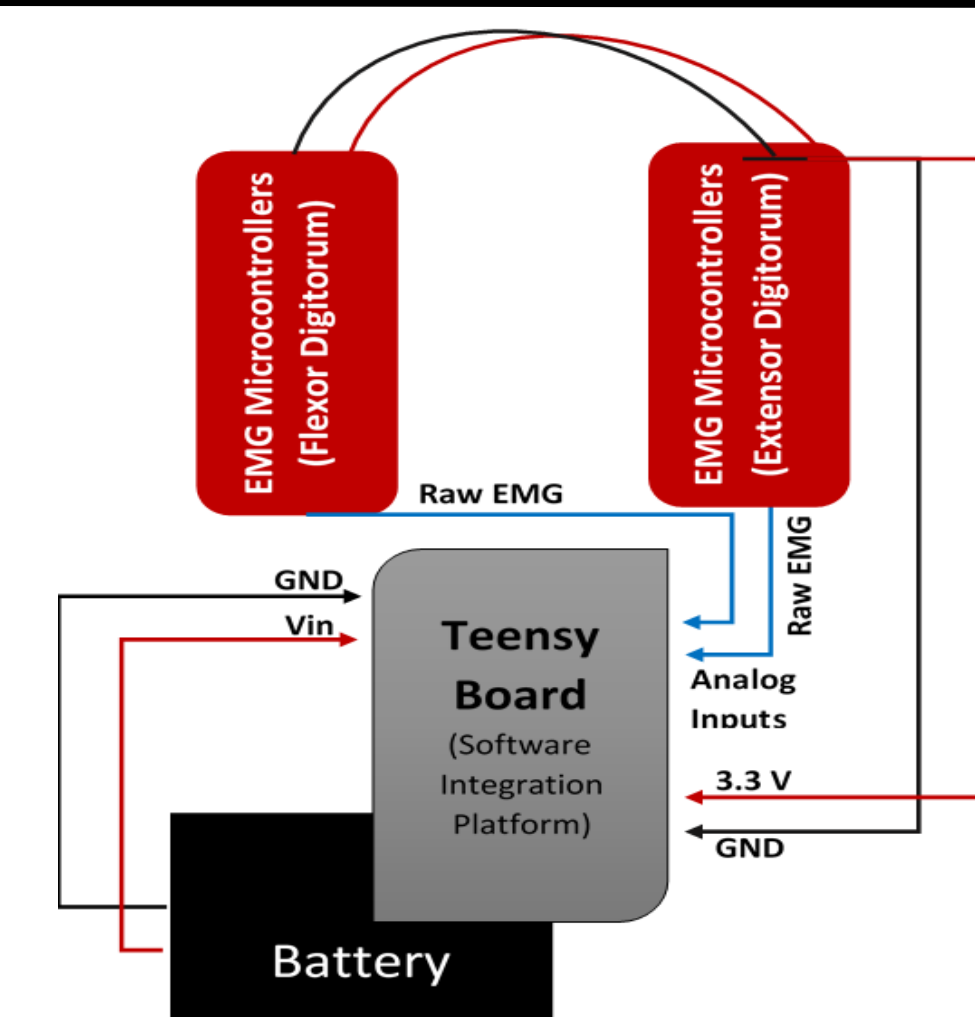 EMG Microcontrollers
(Flexor Digitorum)
EMG Microcontrollers
(Extensor Digitorum)
Raw EMG
Raw EMG
GND
Vin
Teensy
Board
(Software
Integration
Platform)
Analog
Inputs
3.3 V
GND
Battery